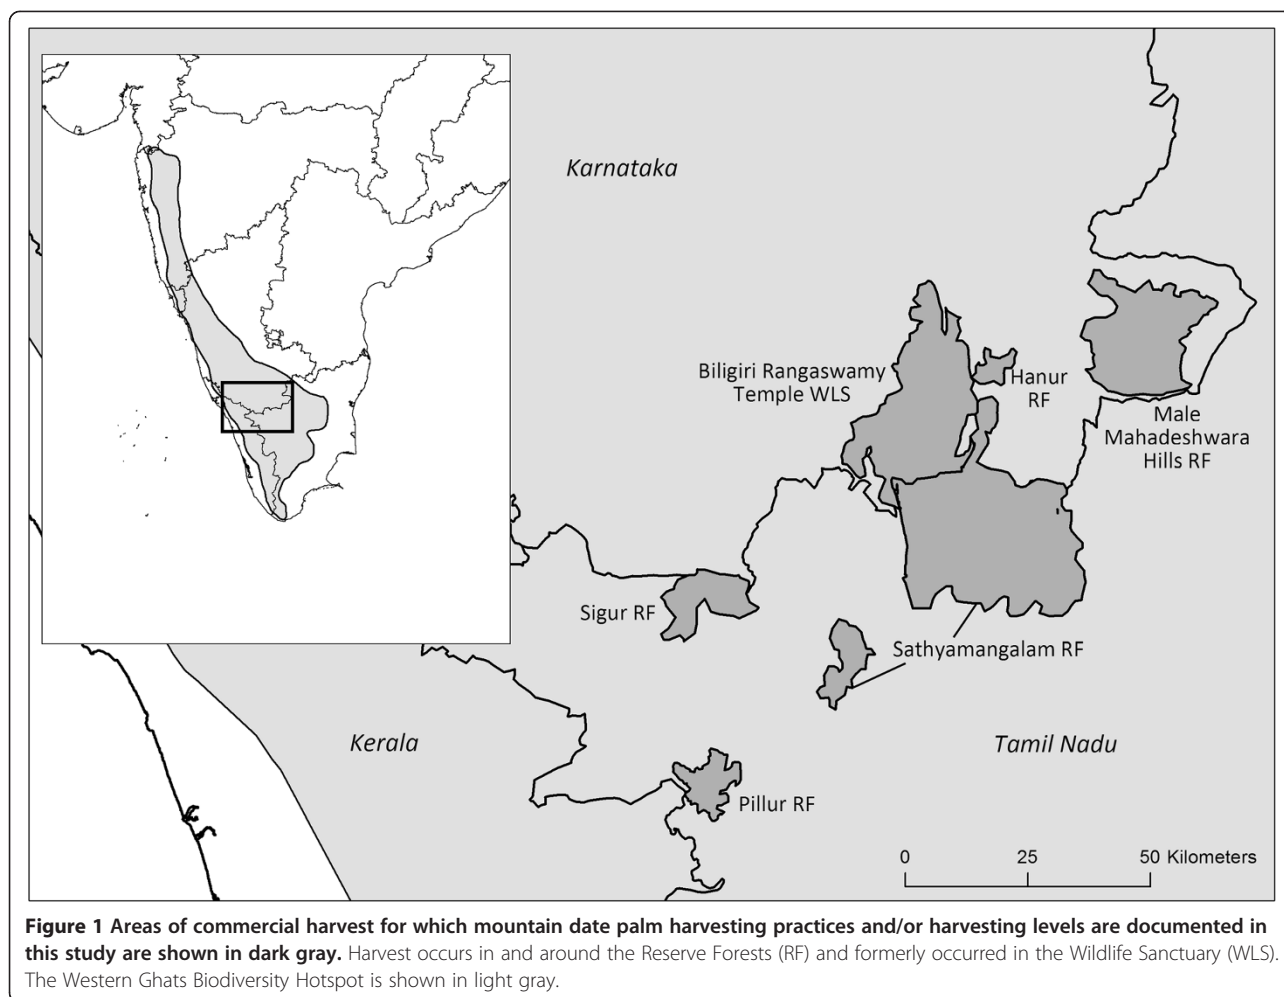 Karnataka
Biligiri Rangaswamy
Temple WLS
Hanur
RF
Male
Mahadeshwara
Hills RF
Sigur RF
Sathyamangalam RF
Kerala
Tamil Nadu
Pillur RF
0 25 50 Kilometers
Figure 1 Areas of commercial harvest for which mountain date palm harvesting practices and/or harvesting levels are documented in
this study are shown in dark gray. Harvest occurs in and around the Reserve Forests (RF) and formerly occurred in the Wildlife Sanctuary (WLS).
The Western Ghats Biodiversity Hotspot is shown in light gray.